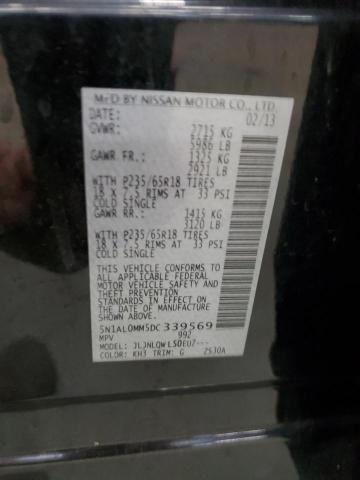 MFD BY NISSAN MOTOR CO., LTD.
DATE: 02/13
GVWR: 2715 KG
5986 LB
GAWR FR.: 1325 KG
2921 LB
WITH P235/65R18 TIRES
18 X 7.5 RIMS AT 33 PSI
COLD SINGLE
GAWR RR.: 1415 KG
3120 LB
WITH P235/65R18 TIRES
18 X 7.5 RIMS AT 33 PSI
COLD SINGLE
THIS VEHICLE CONFORMS TO
ALL APPLICABLE FEDERAL
MOTOR VEHICLE SAFETY AND
STANDARDS IN EFFECT ON THE
DATE OF MANUFACTURE SHOWN
ABOVE.
5N1AL0MM5DC339569
MPV 992
MODEL:
COLOR: KH3 TRIM: G 2530A